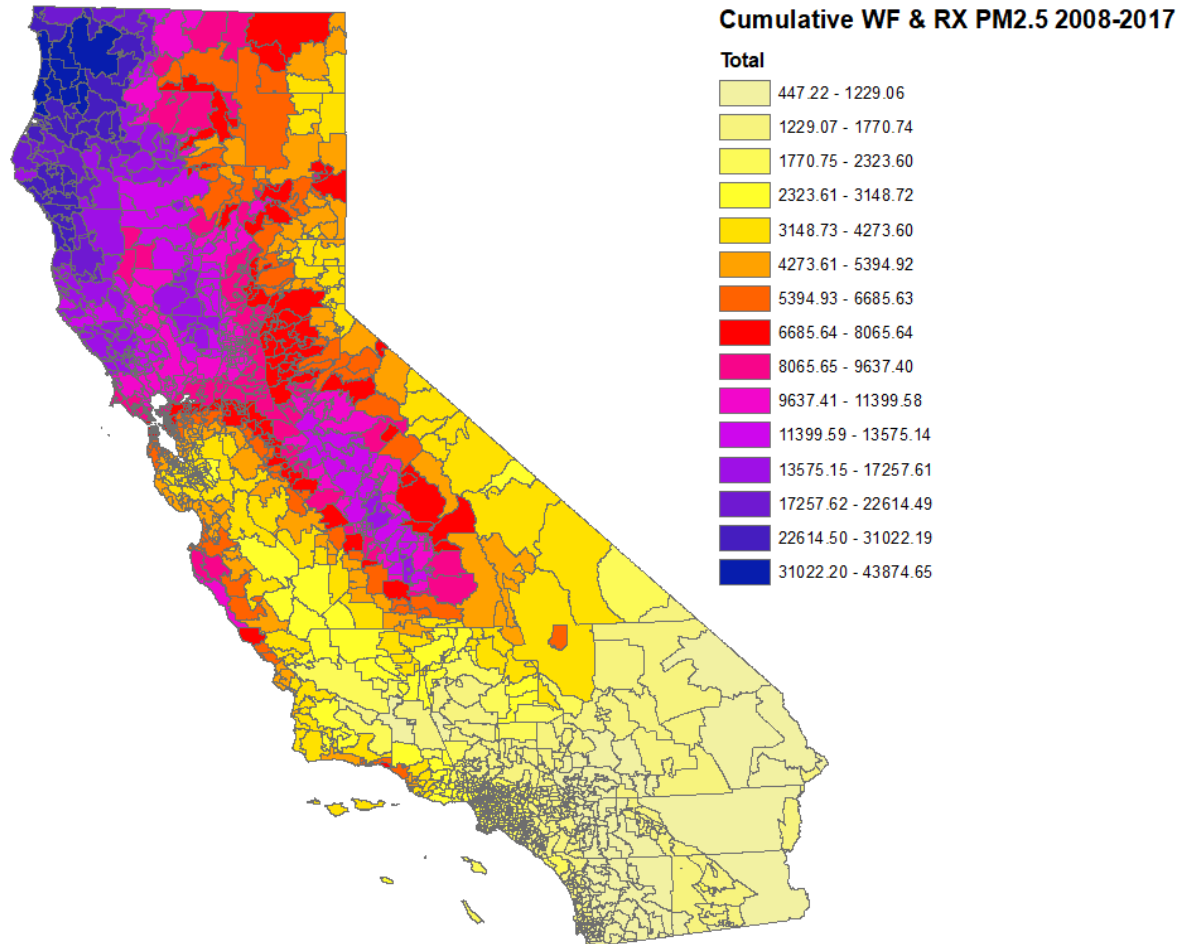 Cumulative WF & RX PM2.5 2008-2017
Total
447.22 - 1229.06
1229.07 - 1770.74
1770.75 - 2323.60
2323.61 - 3148.72
3148.73 - 4273.60
4273.61 - 5394.92
5394.93 - 6685.63
6685.64 - 8065.64
8065.65 - 9637.40
9637.41 - 11399.58
11399.59 - 13575.14
13575.15 - 17257.61
17257.62 - 22614.49
22614.50 - 31022.19
31022.20 - 43874.65